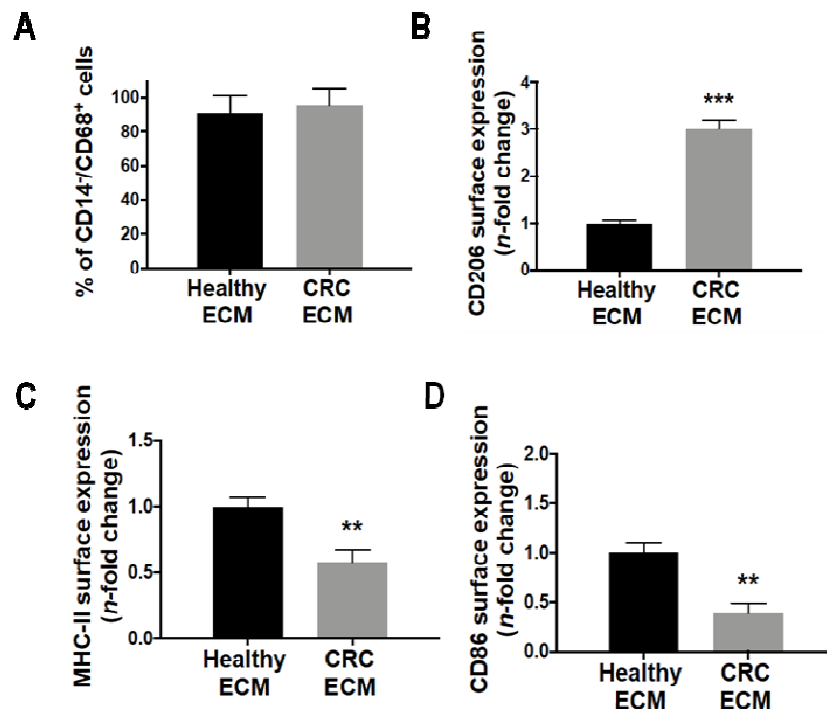 A
% of CD14⁻/CD68⁺ cells
100
80
60
40
20
0
Healthy
ECM
CRC
ECM
B
CD206 surface expression
(n-fold change)
4
3
2
1
0
***
Healthy
ECM
CRC
ECM
C
MHC-II surface expression
(n-fold change)
1.5
1.0
0.5
0.0
**
Healthy
ECM
CRC
ECM
D
CD86 surface expression
(n-fold change)
2.0
1.5
1.0
0.5
0.0
**
Healthy
ECM
CRC
ECM